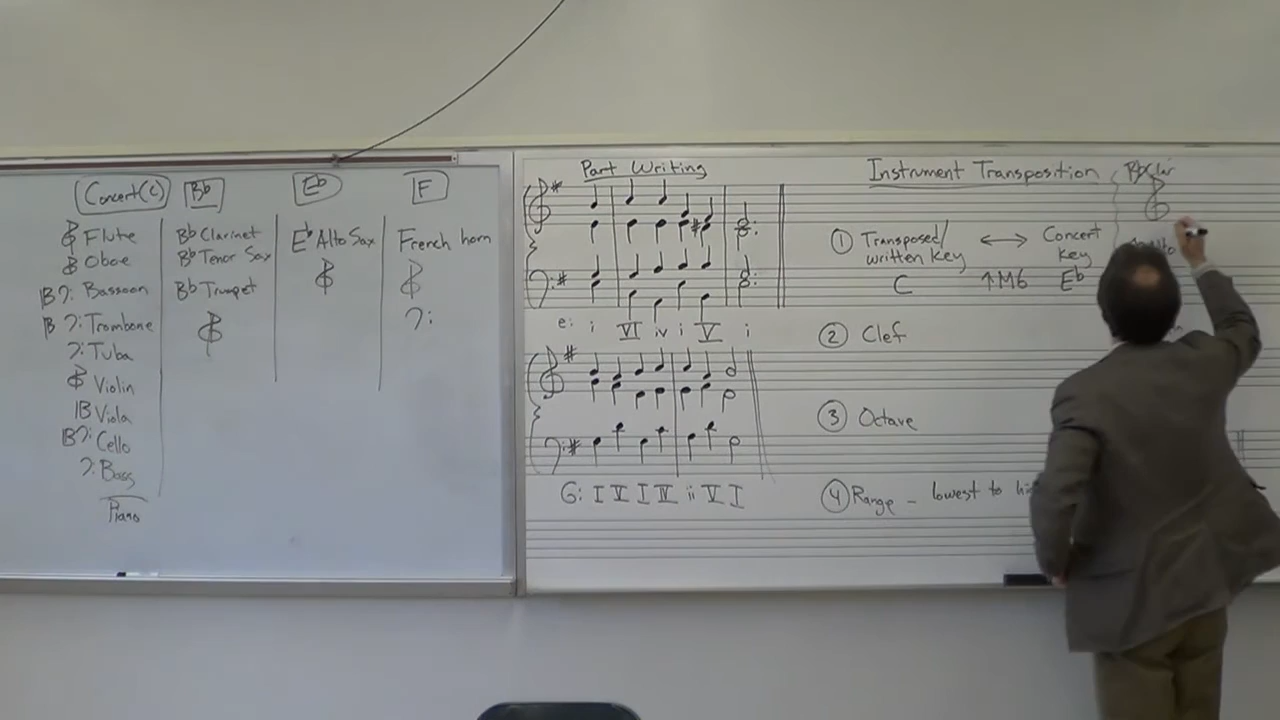 Concert(C) Bb Eb F
Flute Bb Clarinet Eb Alto Sax French horn
Oboe Bb Tenor Sax
Bassoon Bb Trumpet
Trombone
Tuba
Violin
Viola
Cello
Bass
Piano
Part Writing
e: i VI iv i V i
G: I V I IV ii V I
Instrument Transposition
① Transposed/ ⟷ Concert
written key key
C ↑M6 Eb
② Clef
③ Octave
④ Range - lowest to